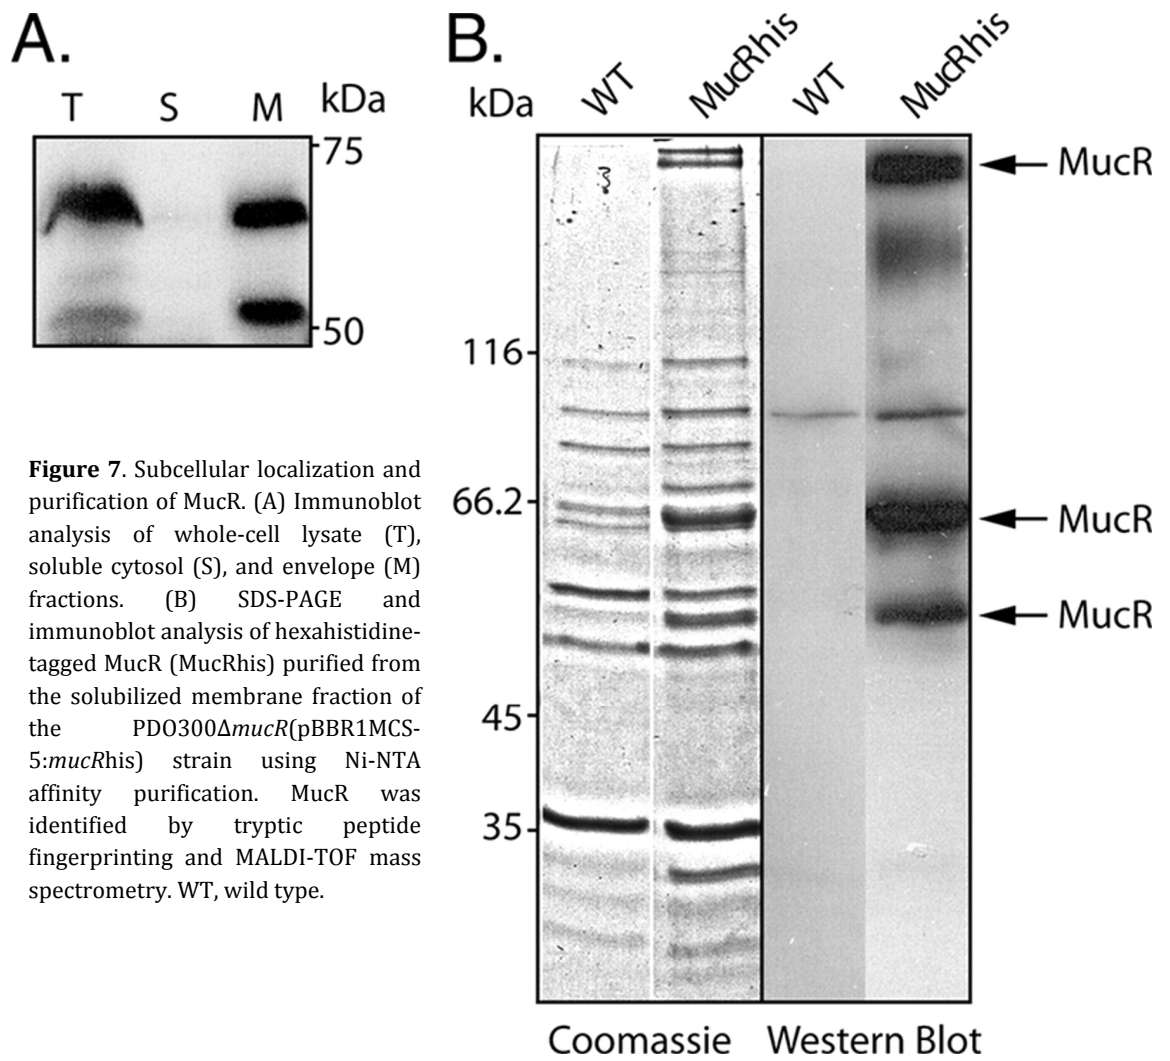 A.
T S M kDa
75
50
B.
WT MucRhis WT MucRhis
kDa
116
66.2
45
35
MucR
MucR
MucR
Coomassie Western Blot
Figure 7. Subcellular localization and
purification of MucR. (A) Immunoblot
analysis of whole-cell lysate (T),
soluble cytosol (S), and envelope (M)
fractions. (B) SDS-PAGE and
immunoblot analysis of hexahistidine-
tagged MucR (MucRhis) purified from
the solubilized membrane fraction of
the PDO300ΔmucR(pBBR1MCS-
5:mucRhis) strain using Ni-NTA
affinity purification. MucR was
identified by tryptic peptide
fingerprinting and MALDI-TOF mass
spectrometry. WT, wild type.